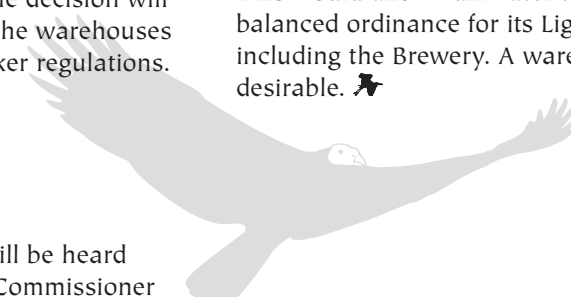 decision will
he warehouses
ker regulations.
ill be heard
Commissioner
balanced ordinance for its Lig
including the Brewery. A ware
desirable.